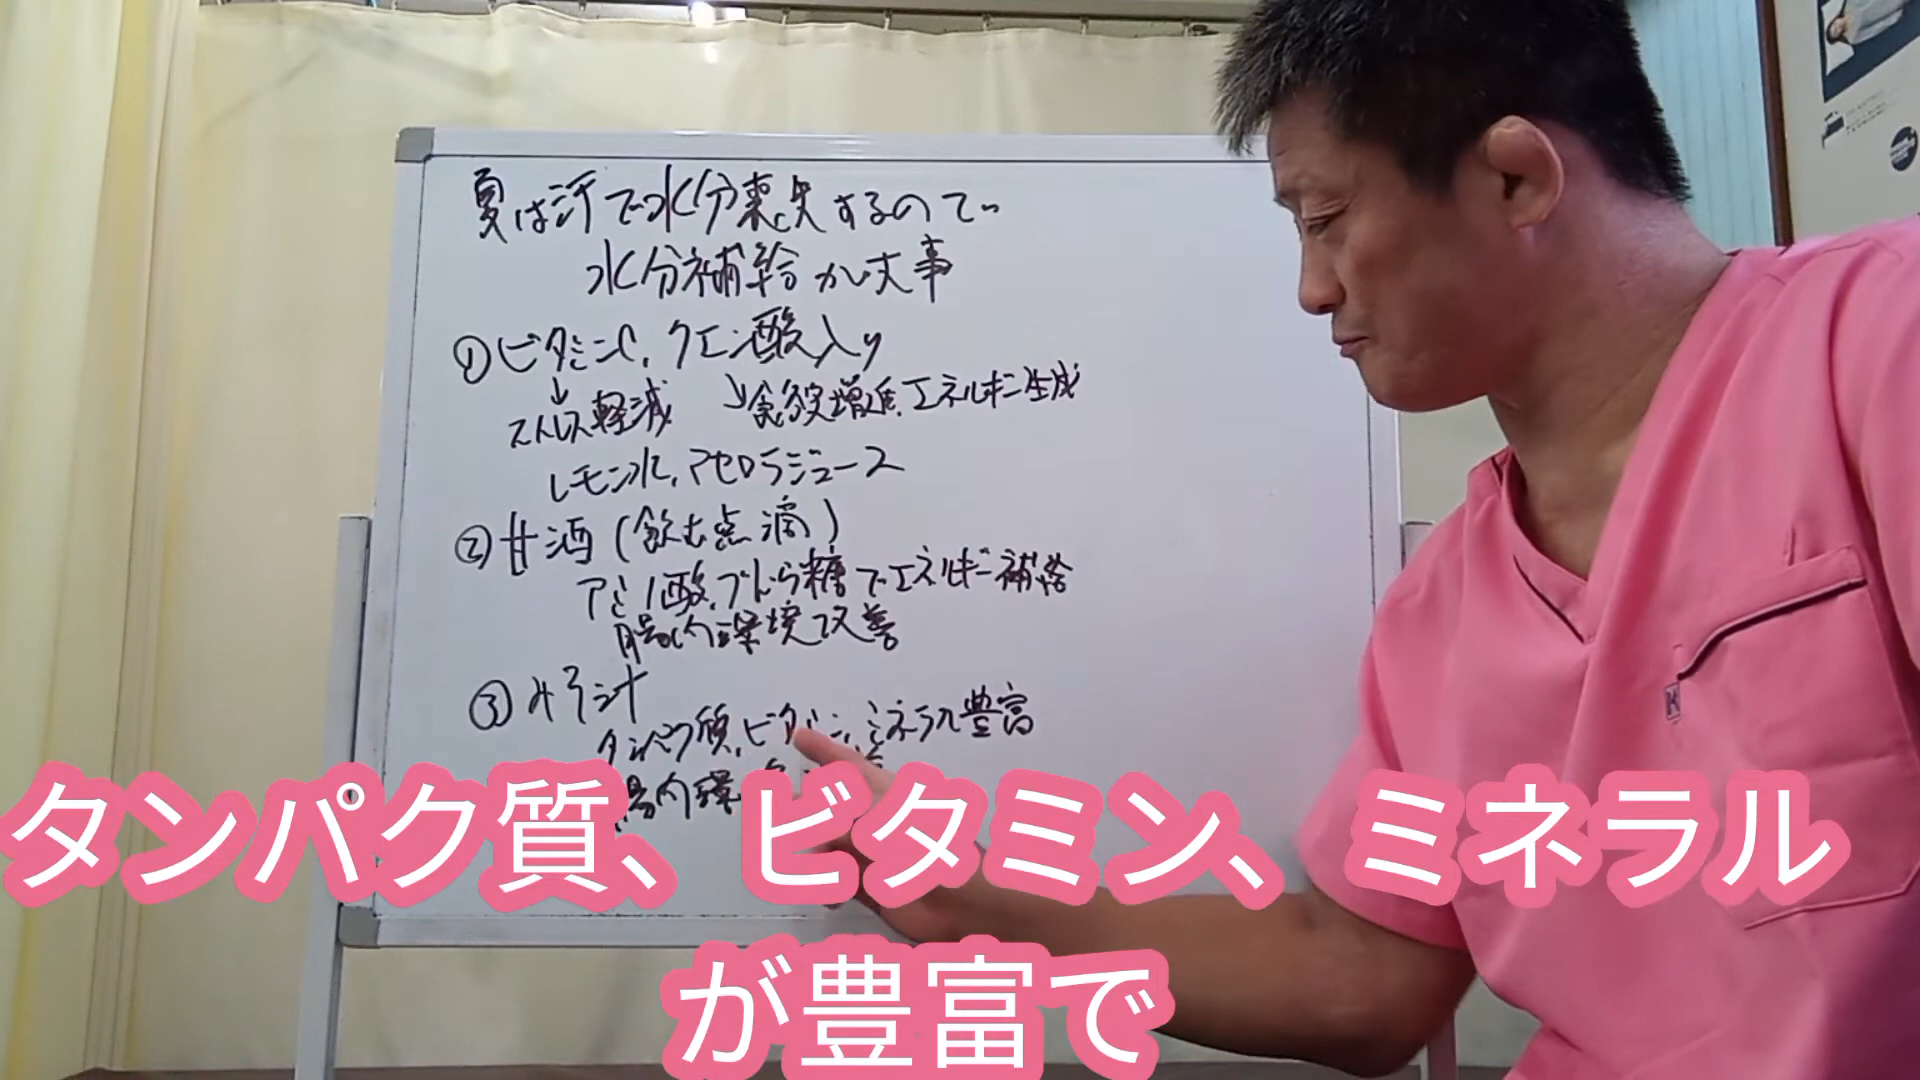 夏は汗で水分喪失するので
水分補給が大事
①ビタミンC、クエン酸入り
↓
ストレス軽減 ↘食欲増進、エネルギー生成
レモン水、アセロラジュース
②甘酒(飲む点滴)
アミノ酸、ブドウ糖でエネルギー補給
腸内環境改善
③みそ汁
タンパク質、ビタミン、ミネラル豊富
腸内環
タンパク質、ビタミン、ミネラル
が豊富で